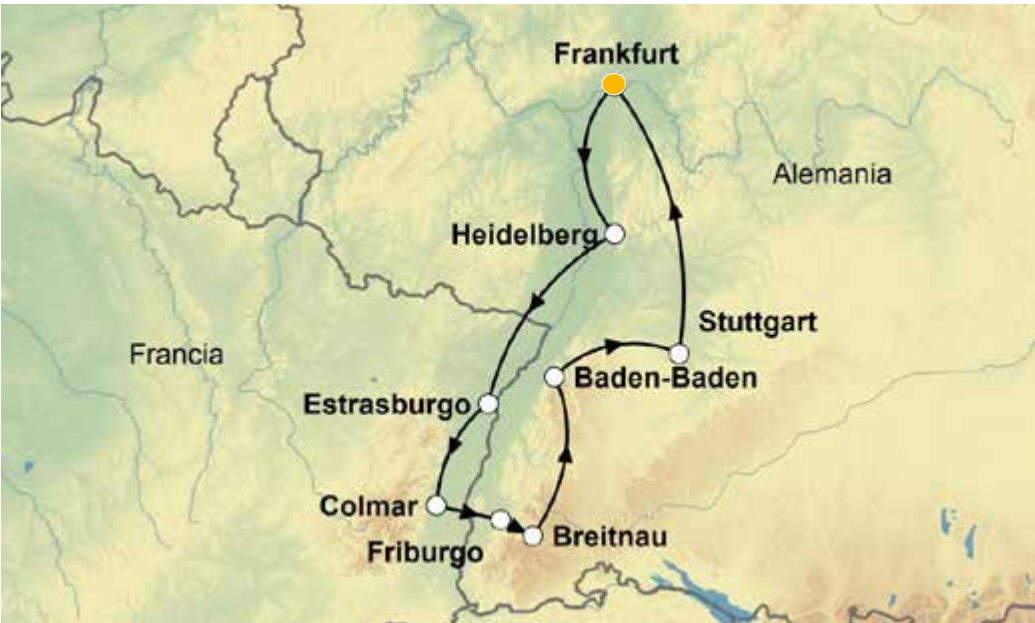 Frankfurt
Alemania
Heidelberg
Stuttgart
Francia
Baden-Baden
Estrasburgo
Colmar
Breitnau
Friburgo